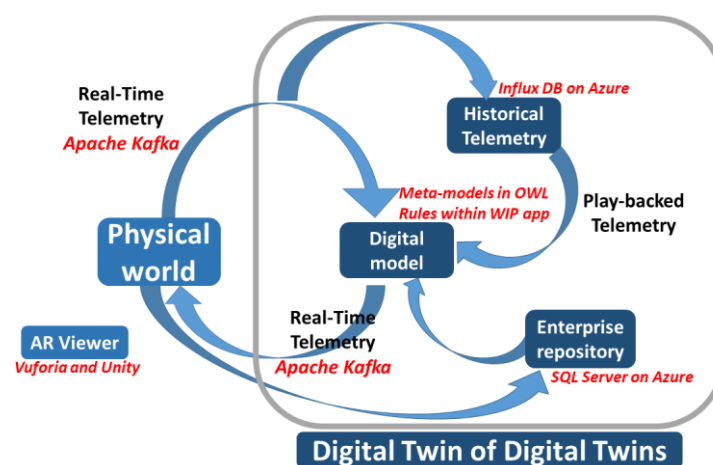 Influx DB on Azure
Real-Time
Telemetry
Apache Kafka
Historical
Telemetry
Meta-models in OWL
Rules within WIP app
Play-backed
Telemetry
Physical
world
Digital
model
Real-Time
Telemetry
Apache Kafka
Enterprise
repository
SQL Server on Azure
AR Viewer
Vuforia and Unity
Digital Twin of Digital Twins